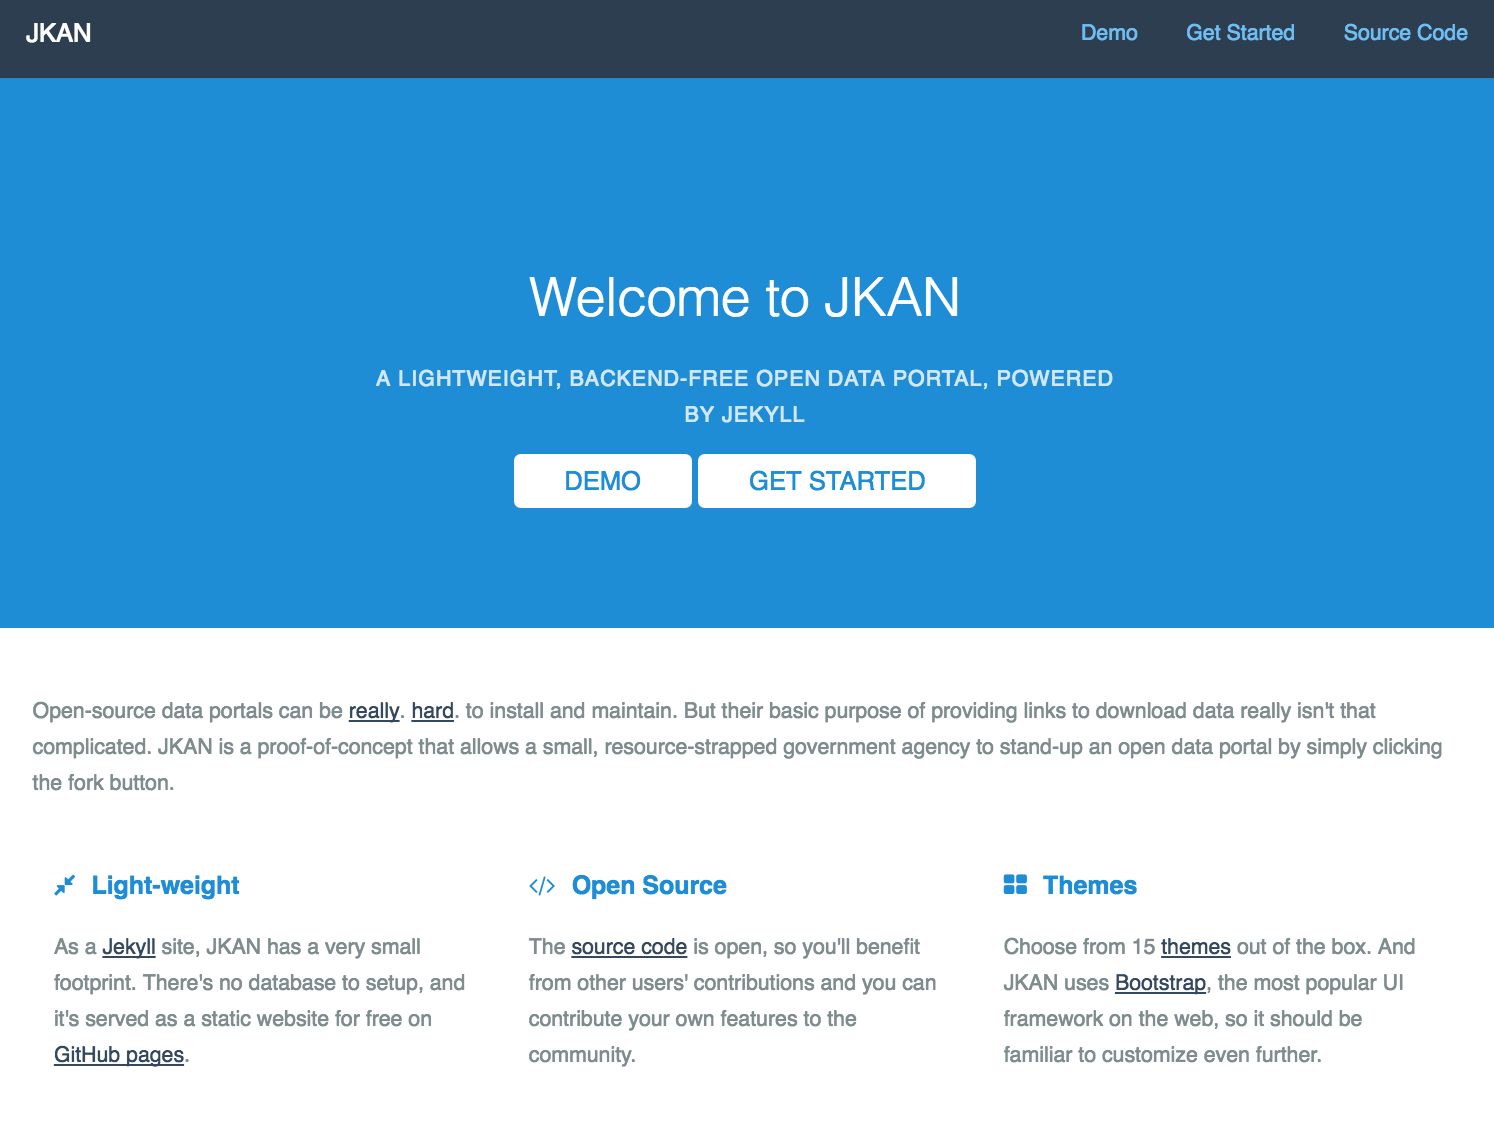 JKAN
Demo Get Started Source Code
Welcome to JKAN
A LIGHTWEIGHT, BACKEND-FREE OPEN DATA PORTAL, POWERED
BY JEKYLL
DEMO GET STARTED
Open-source data portals can be really. hard. to install and maintain. But their basic purpose of providing links to download data really isn't that
complicated. JKAN is a proof-of-concept that allows a small, resource-strapped government agency to stand-up an open data portal by simply clicking
the fork button.
Light-weight
As a Jekyll site, JKAN has a very small
footprint. There's no database to setup, and
it's served as a static website for free on
GitHub pages.
Open Source
The source code is open, so you'll benefit
from other users' contributions and you can
contribute your own features to the
community.
Themes
Choose from 15 themes out of the box. And
JKAN uses Bootstrap, the most popular UI
framework on the web, so it should be
familiar to customize even further.